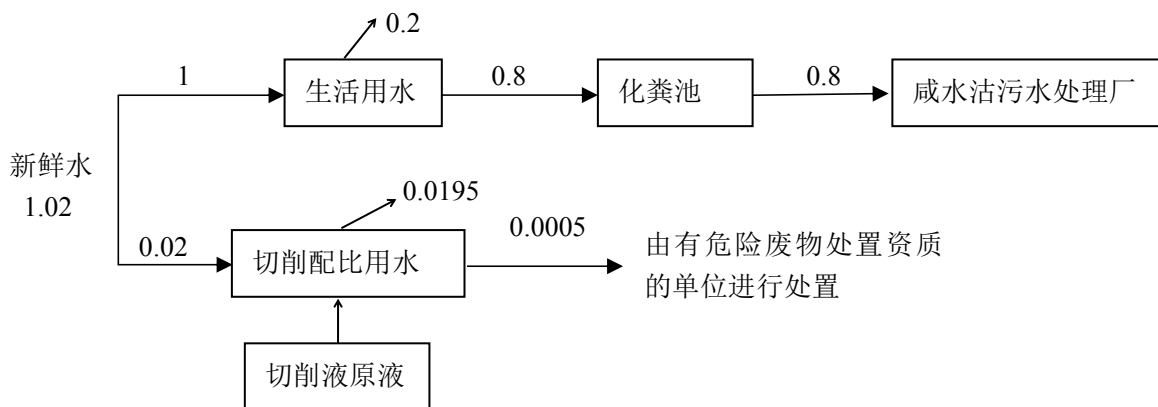 0.2
1
生活用水
0.8
化粪池
0.8
咸水沽污水处理厂
新鲜水
1.02
0.02
切削配比用水
0.0195
0.0005
由有危险废物处置资质
的单位进行处置
切削液原液